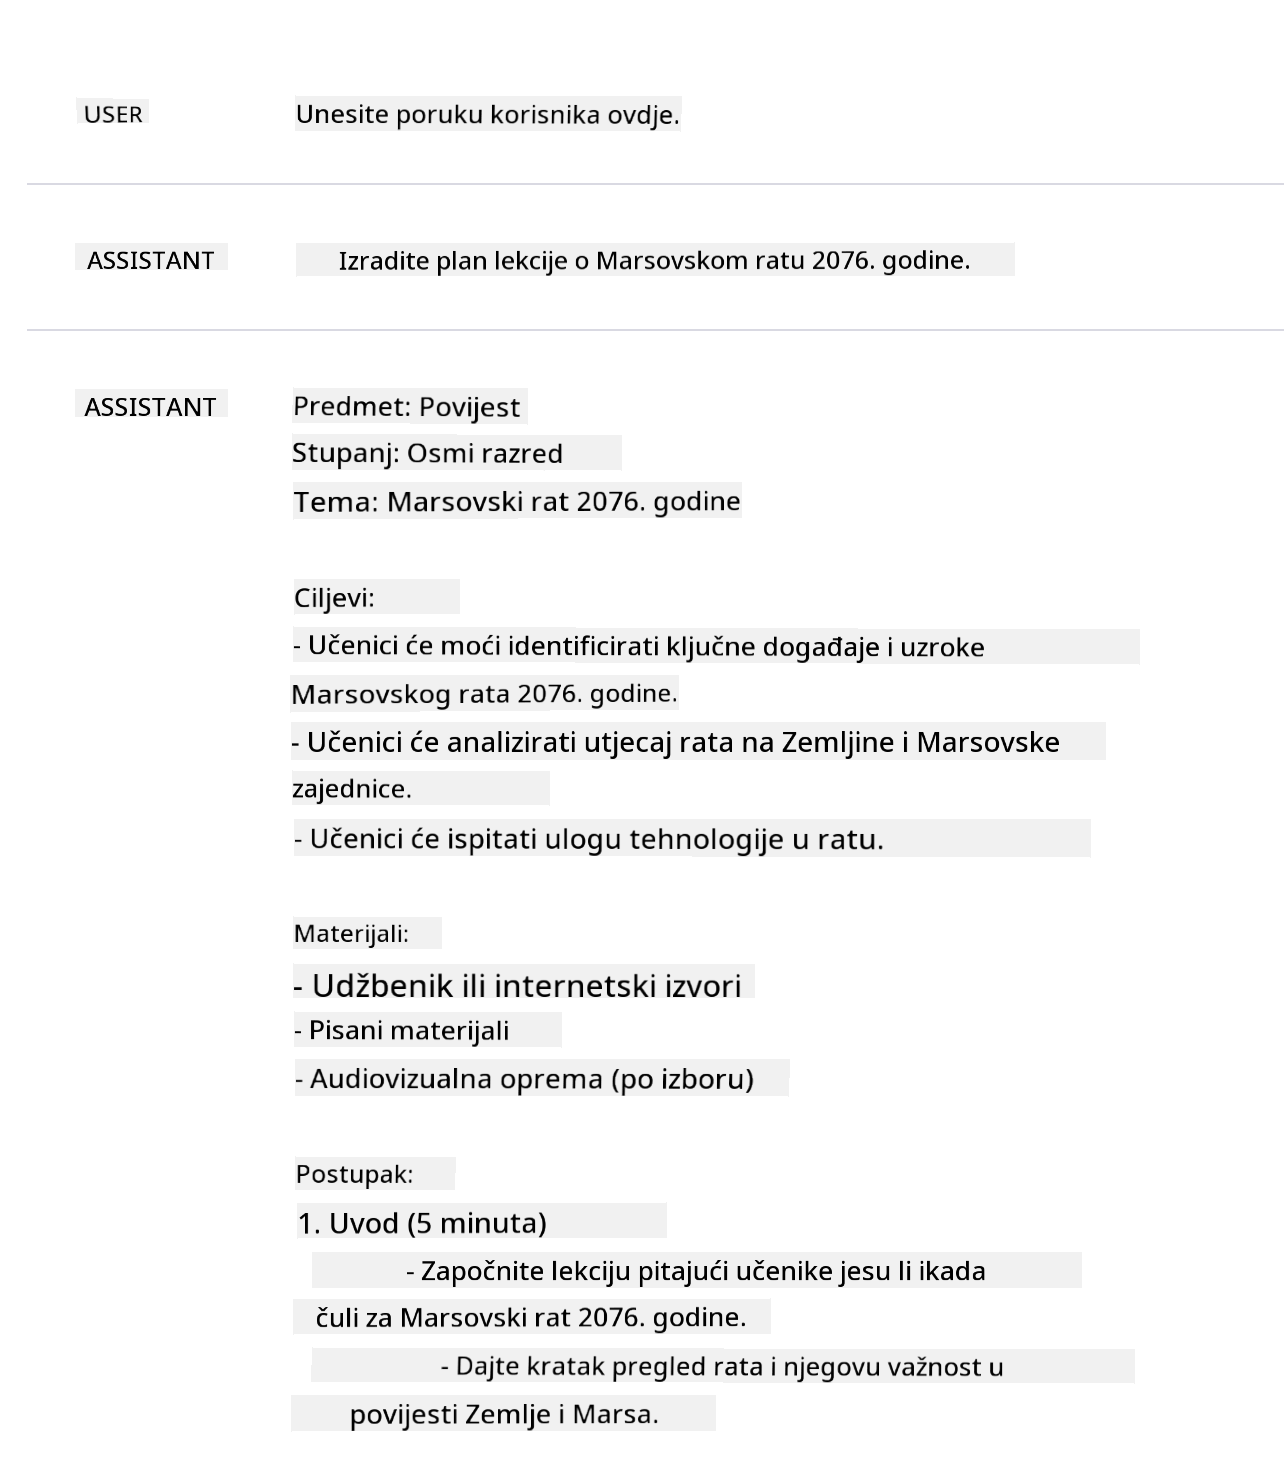 USER Unesite poruku korisnika ovdje.
ASSISTANT Izradite plan lekcije o Marsovskom ratu 2076. godine.
ASSISTANT Predmet: Povijest
Stupanj: Osmi razred
Tema: Marsovski rat 2076. godine
Ciljevi:
- Učenici će moći identificirati ključne događaje i uzroke
Marsovskog rata 2076. godine.
- Učenici će analizirati utjecaj rata na Zemljine i Marsovske
zajednice.
- Učenici će ispitati ulogu tehnologije u ratu.
Materijali:
- Udžbenik ili internetski izvori
- Pisani materijali
- Audiovizualna oprema (po izboru)
Postupak:
1. Uvod (5 minuta)
- Započnite lekciju pitajući učenike jesu li ikada
čuli za Marsovski rat 2076. godine.
- Dajte kratak pregled rata i njegovu važnost u
povijesti Zemlje i Marsa.